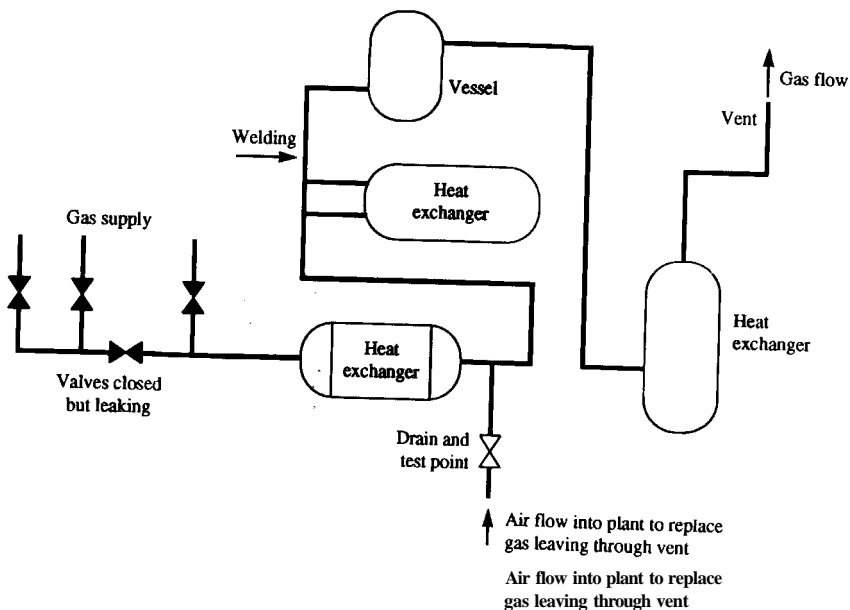 Gas flow
Vent
Vessel
Welding
Heat
exchanger
Gas supply
Heat
exchanger
Heat
exchanger
Valves closed
but leaking
Drain and
test point
Air flow into plant to replace
gas leaving through vent
Air flow into plant to replace
gas leaving through vent